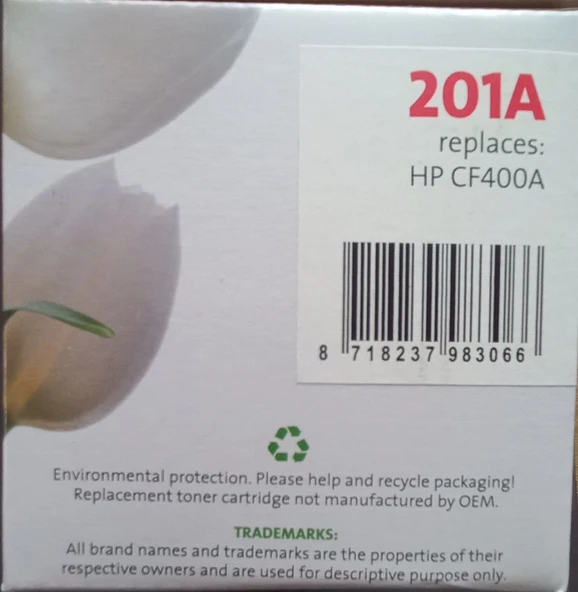 201A
replaces:
HP CF400A
8 718237 983066
Environmental protection. Please help and recycle packaging!
Replacement toner cartridge not manufactured by OEM.
TRADEMARKS:
All brand names and trademarks are the properties of their
respective owners and are used for descriptive purpose only.